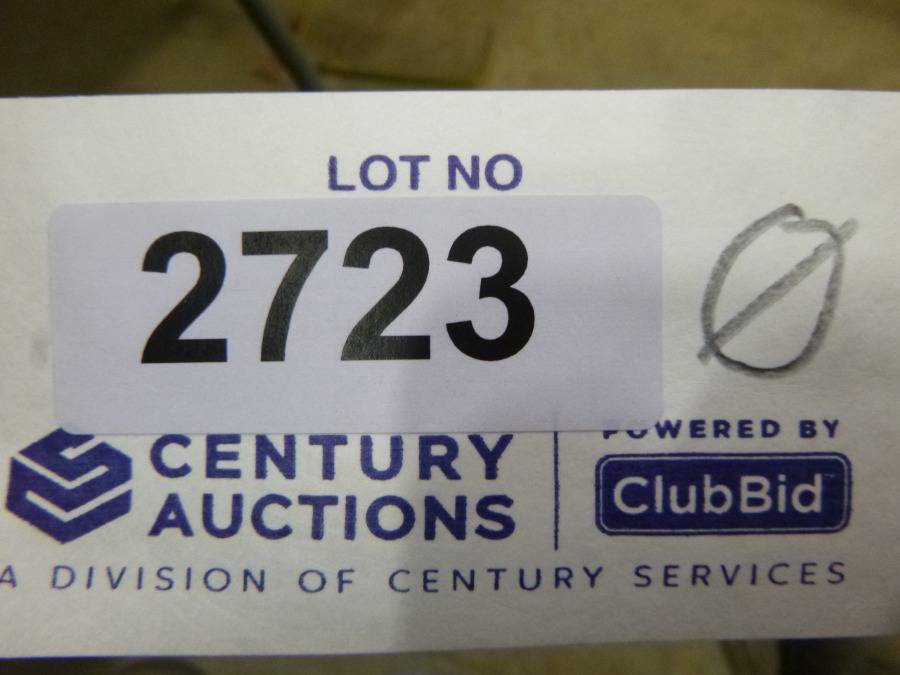 LOT NO
2723
Ø
CENTURY
AUCTIONS
POWERED BY
ClubBid
A DIVISION OF CENTURY SERVICES